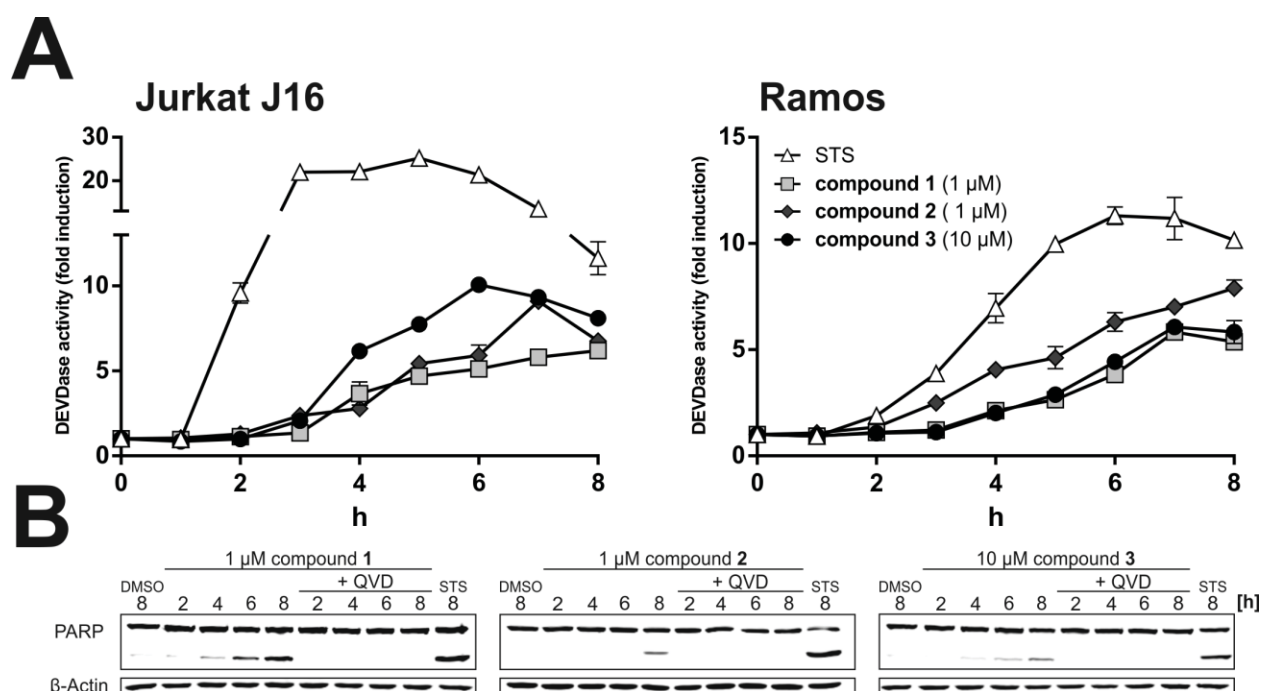 A
Jurkat J16
Ramos
DEVDase activity (fold induction)
30
20
10
5
0
0 2 4 6 8
h
DEVDase activity (fold induction)
15
10
5
0
STS
compound 1 (1 µM)
compound 2 ( 1 µM)
compound 3 (10 µM)
0 2 4 6 8
h
B
1 µM compound 1
DMSO + QVD STS
8 2 4 6 8 2 4 6 8 8
1 µM compound 2
DMSO + QVD STS
8 2 4 6 8 2 4 6 8 8
10 µM compound 3
DMSO + QVD STS
8 2 4 6 8 2 4 6 8 8 [h]
PARP
β-Actin